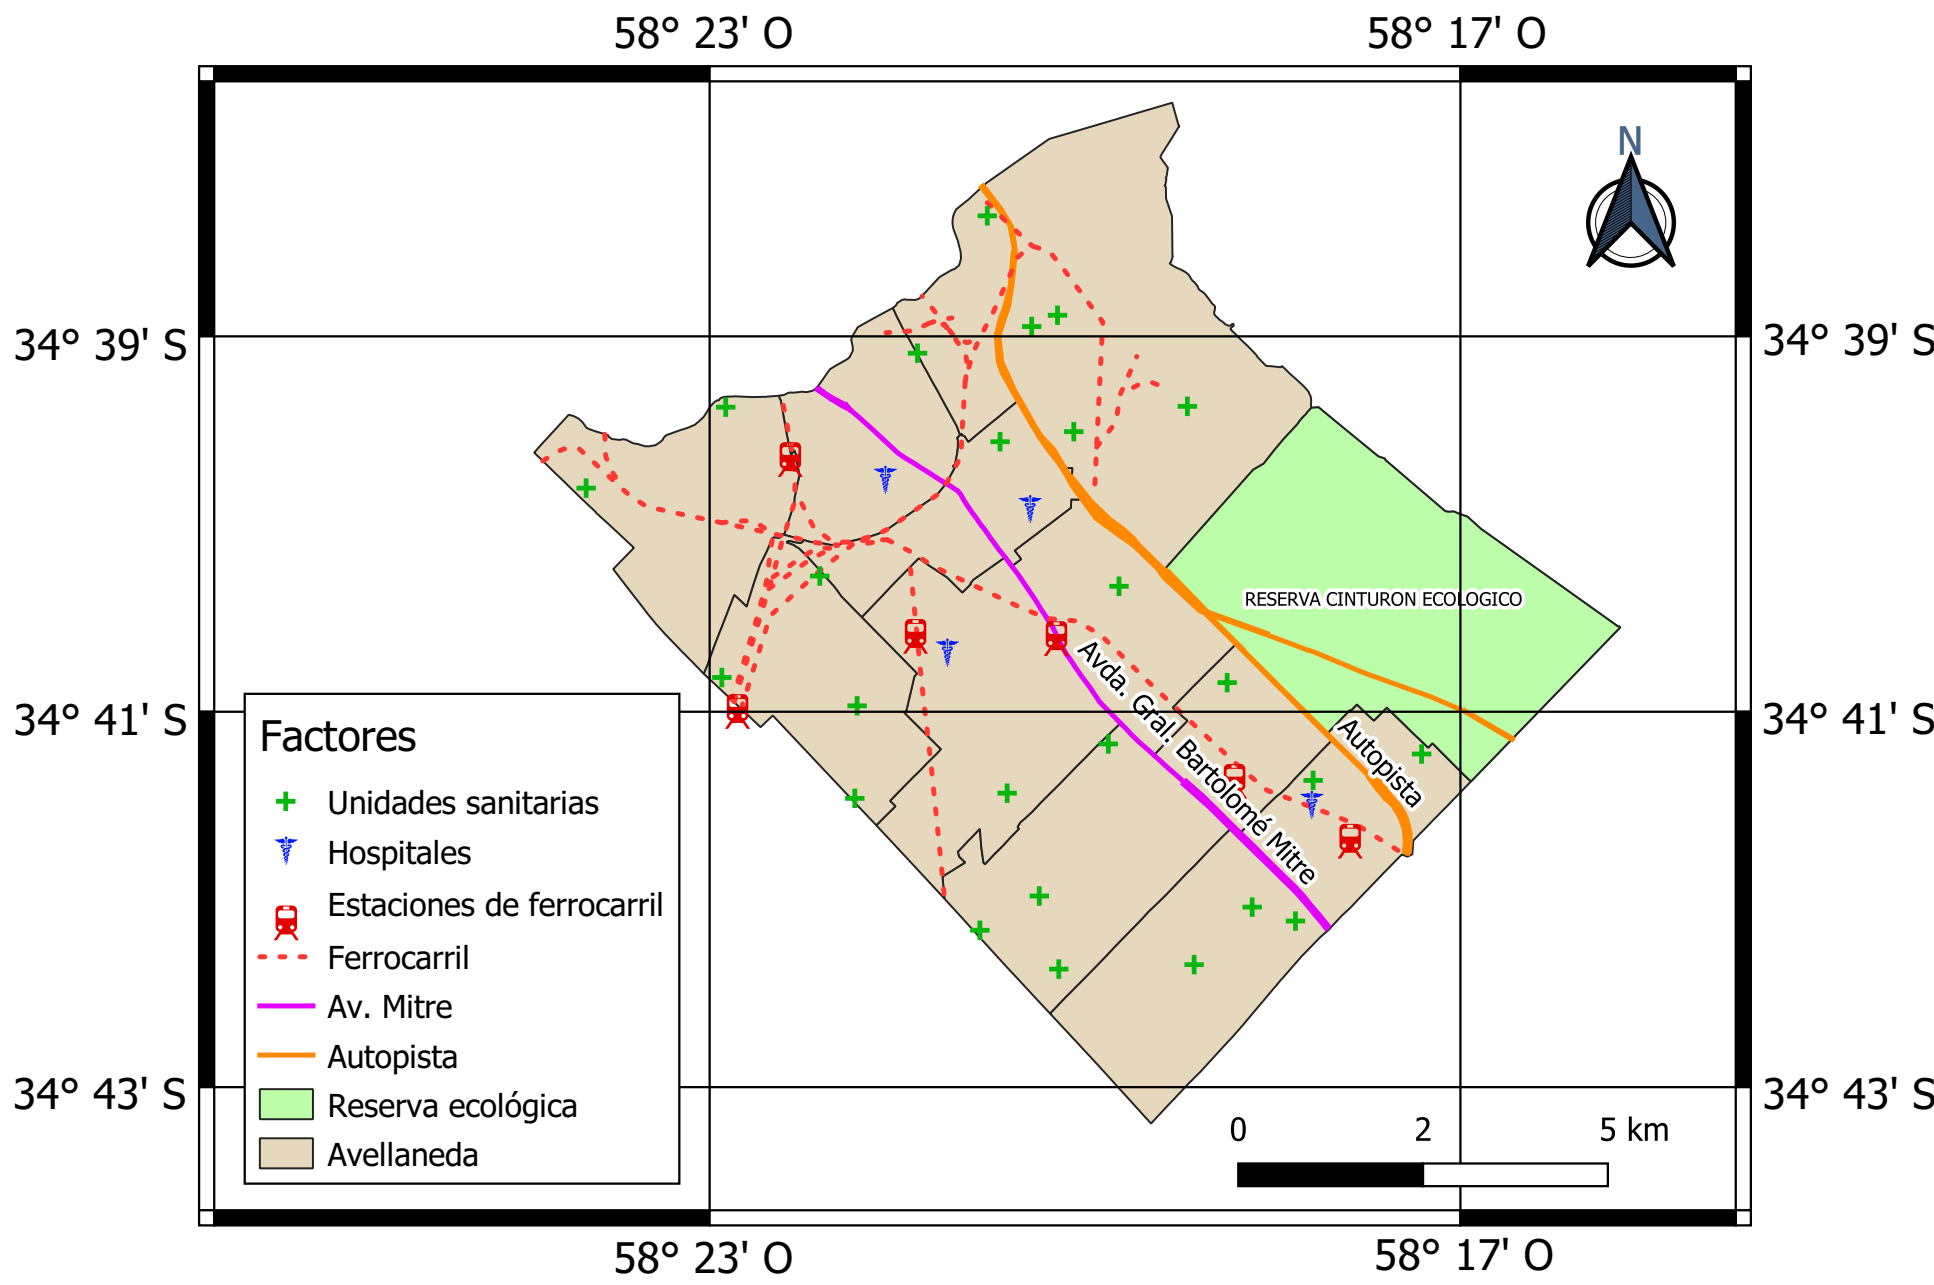 58° 23' O
58° 17' O
N
34° 39' S
34° 39' S
RESERVA CINTURON ECOLOGICO
Avda. Gral. Bartolomé Mitre
Autopista
34° 41' S
34° 41' S
Factores
Unidades sanitarias
Hospitales
Estaciones de ferrocarril
Ferrocarril
Av. Mitre
Autopista
Reserva ecológica
Avellaneda
34° 43' S
34° 43' S
0 2 5 km
58° 23' O
58° 17' O